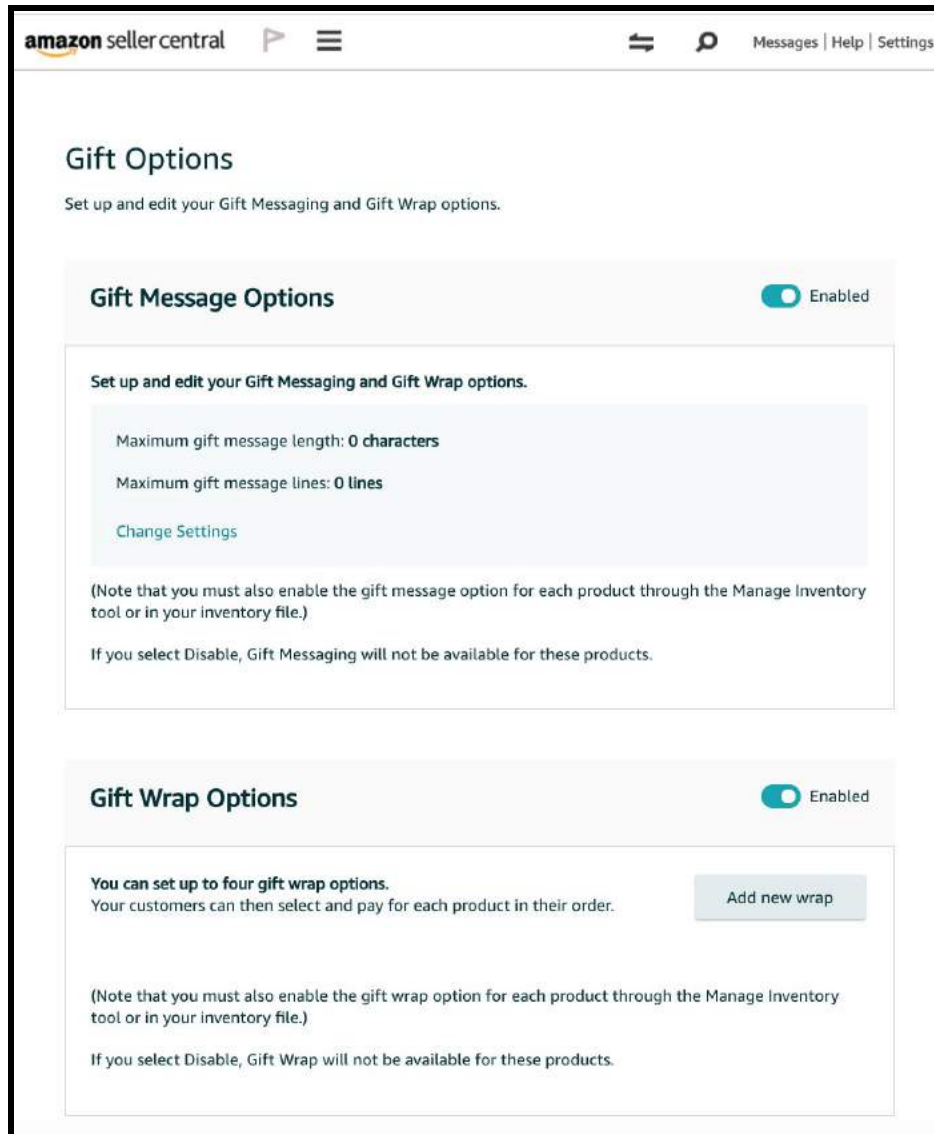 amazon seller central
Messages | Help | Settings
Gift Options
Set up and edit your Gift Messaging and Gift Wrap options.
Gift Message Options
Enabled
Set up and edit your Gift Messaging and Gift Wrap options.
Maximum gift message length: 0 characters
Maximum gift message lines: 0 lines
Change Settings
(Note that you must also enable the gift message option for each product through the Manage Inventory
tool or in your inventory file.)
If you select Disable, Gift Messaging will not be available for these products.
Gift Wrap Options
Enabled
You can set up to four gift wrap options.
Your customers can then select and pay for each product in their order.
Add new wrap
(Note that you must also enable the gift wrap option for each product through the Manage Inventory
tool or in your inventory file.)
If you select Disable, Gift Wrap will not be available for these products.